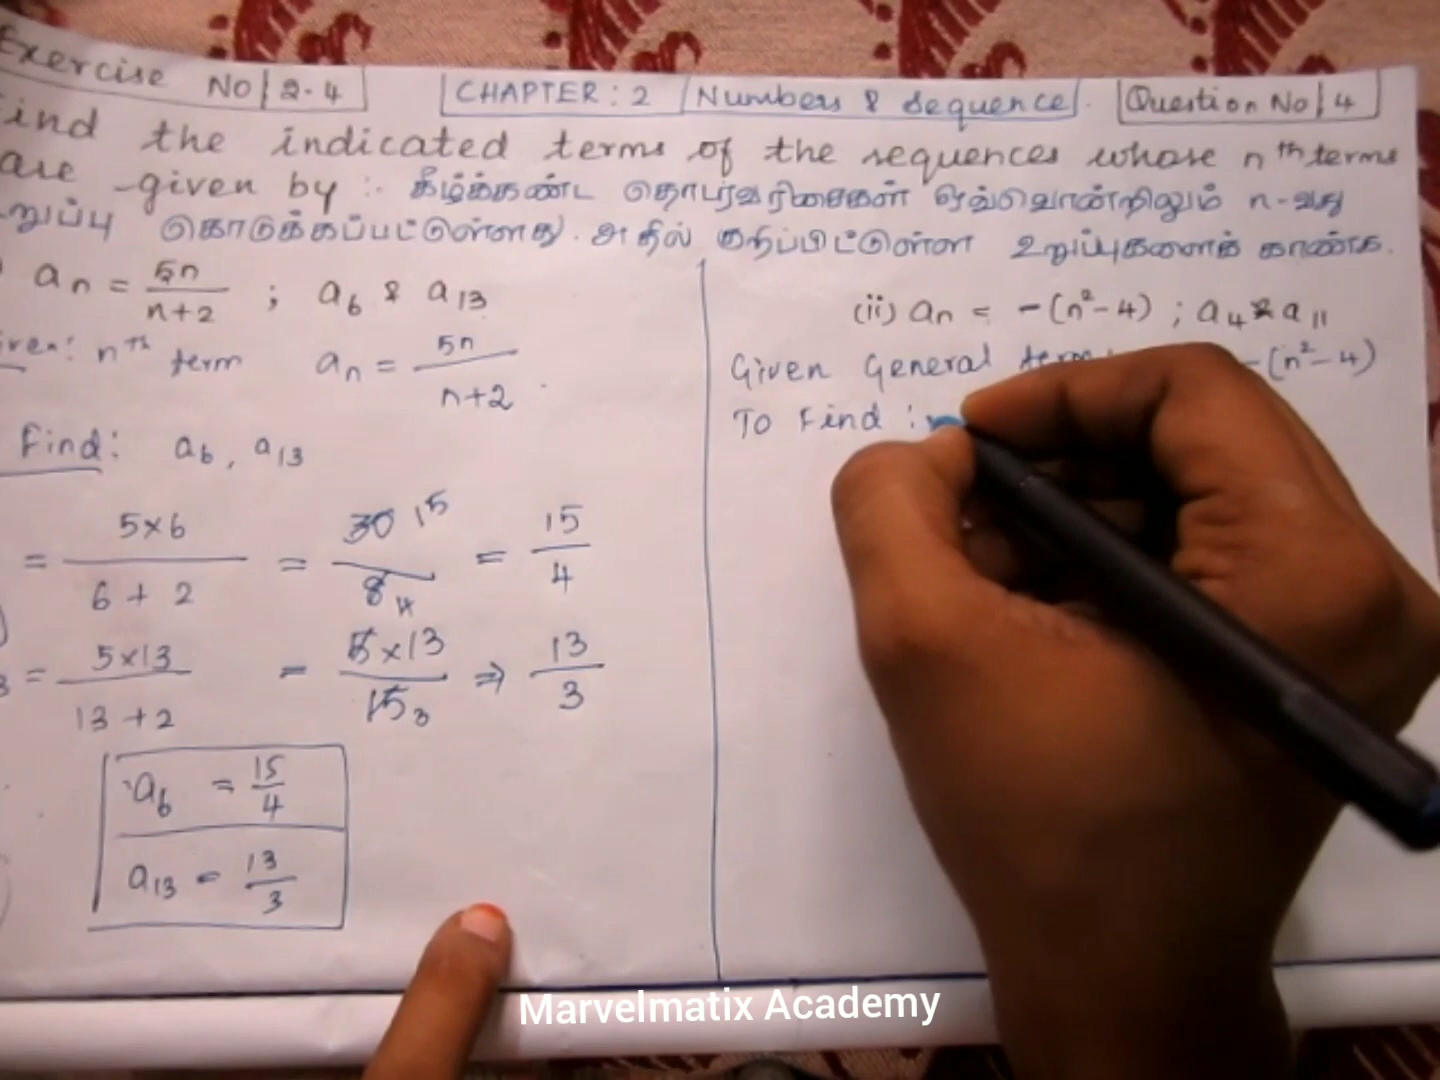 Exercise No | 2.4
CHAPTER : 2 | Numbers & Sequence
Question No | 4
Find the indicated terms of the sequences whose nth terms
are given by :- கீழ்க்கண்ட தொடர்வரிசைகள் ஒவ்வொன்றிலும் n-வது
உறுப்பு கொடுக்கப்பட்டுள்ளது. அதில் குறிப்பிட்டுள்ள உறுப்புகளைக் காண்க.
aₙ = 5n/n+2 ; a₆ & a₁₃
nth term aₙ = 5n/n+2
Find: a₆, a₁₃
= 5×6/6+2 = 30 15/8 4 = 15/4
= 5×13/13+2 = 5×13/15 3 ⇒ 13/3
a₆ = 15/4
a₁₃ = 13/3
(ii) aₙ = -(n²-4) ; a₄ & a₁₁
Given General term -(n²-4)
To Find :
Marvelmatix Academy